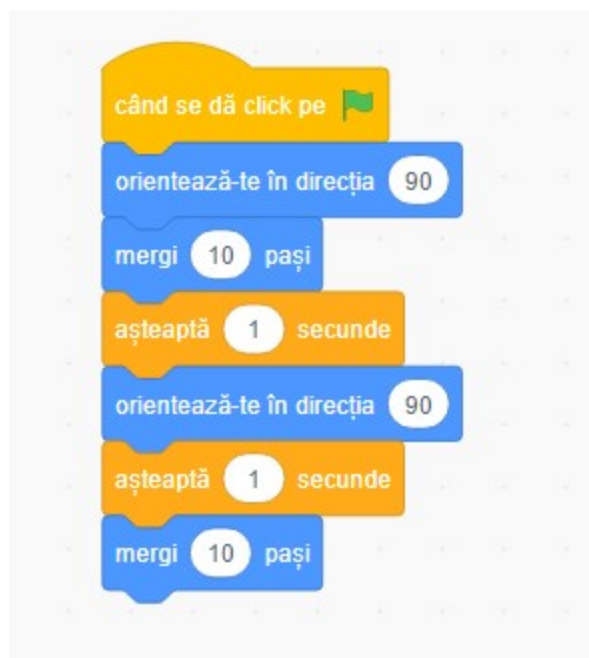 când se dă click pe
orientează-te în direcția 90
mergi 10 pași
așteaptă 1 secunde
orientează-te în direcția 90
așteaptă 1 secunde
mergi 10 pași